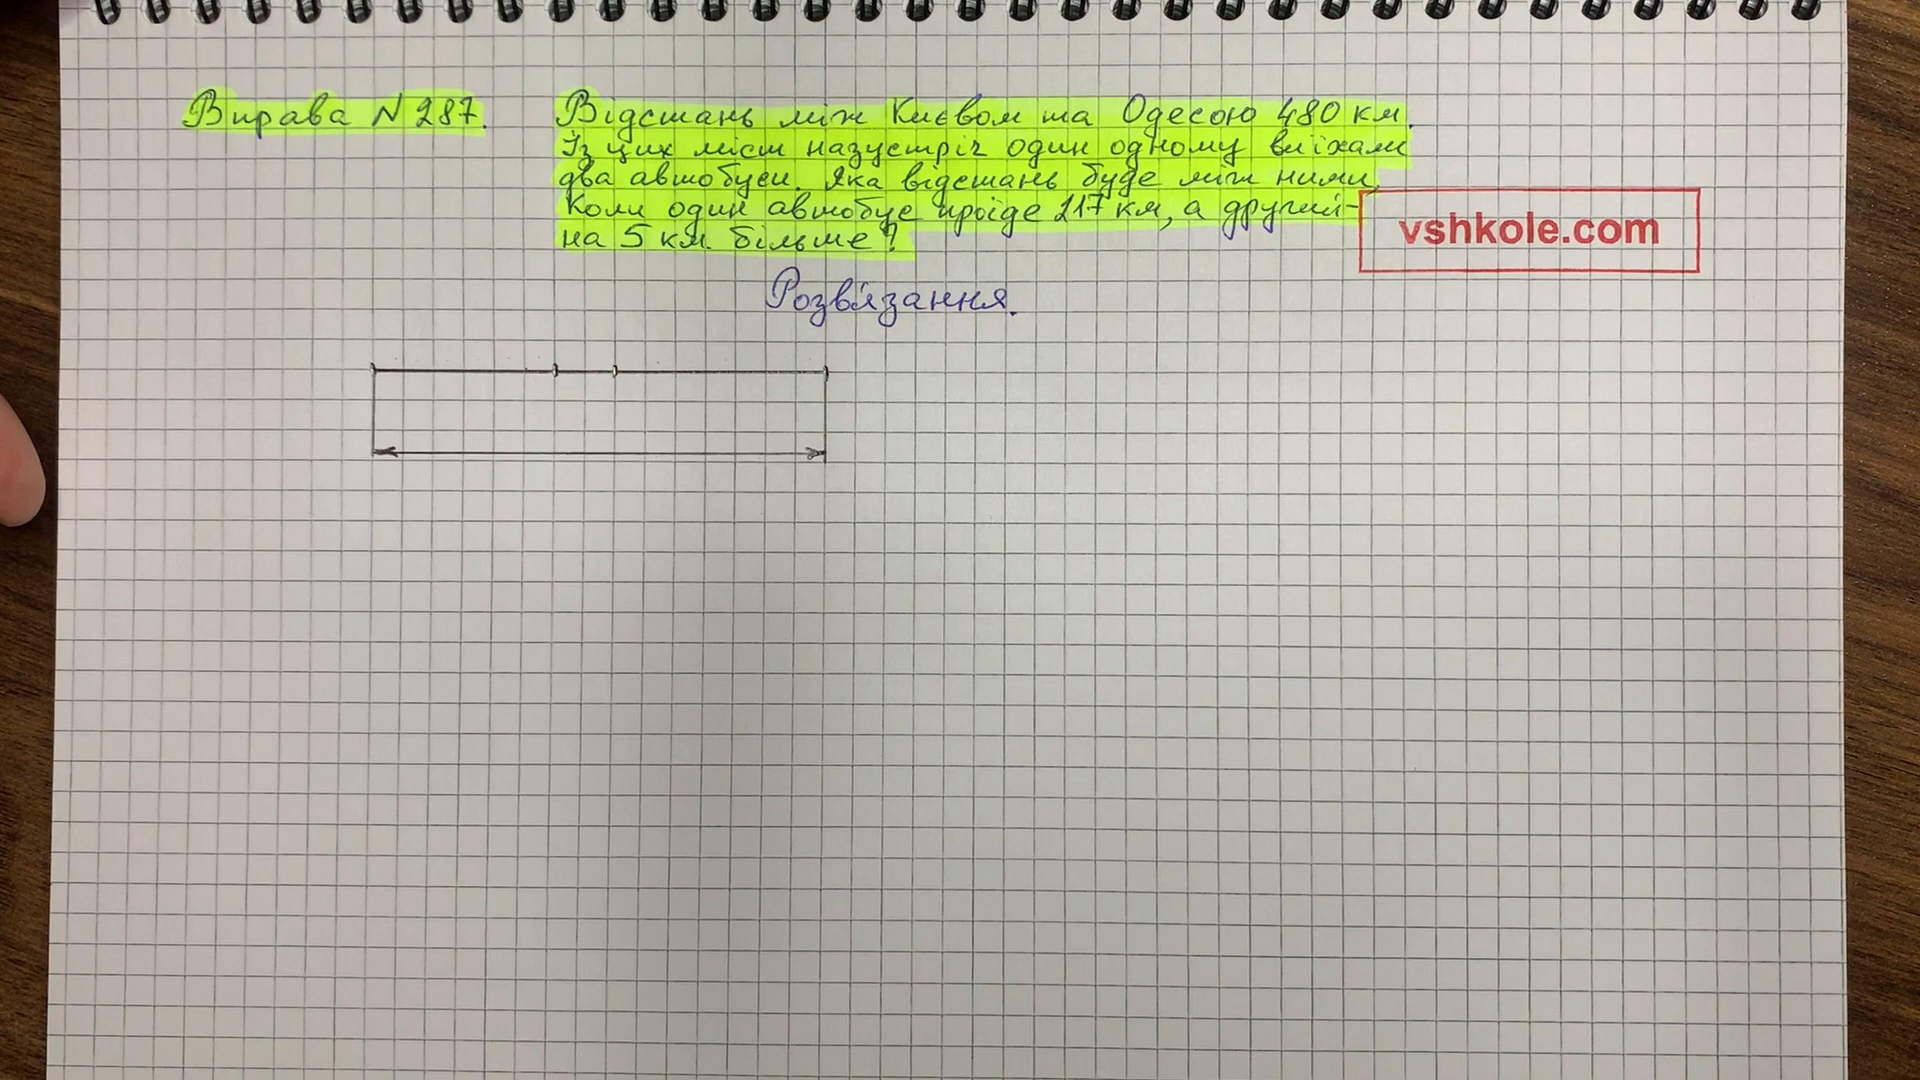 Вправа N 287.
Відстань між Києвом та Одесою 480 км.
Із цих міст назустріч один одному виїхали
два автобуси. Яка відстань буде між ними,
коли один автобус проїде 217 км, а другий -
на 5 км більше?
vshkole.com
Розв'язання.